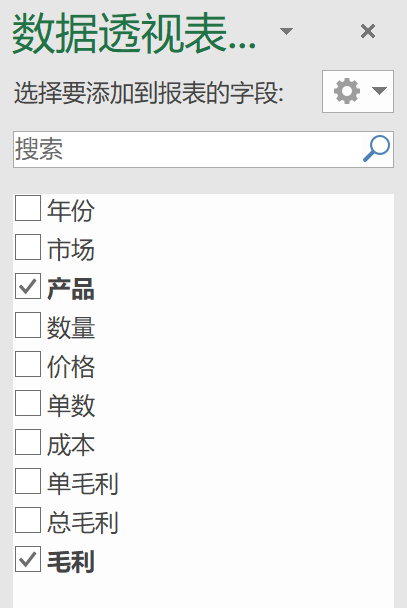 数据透视表...
选择要添加到报表的字段:
搜索
年份
市场
产品
数量
价格
单数
成本
单毛利
总毛利
毛利